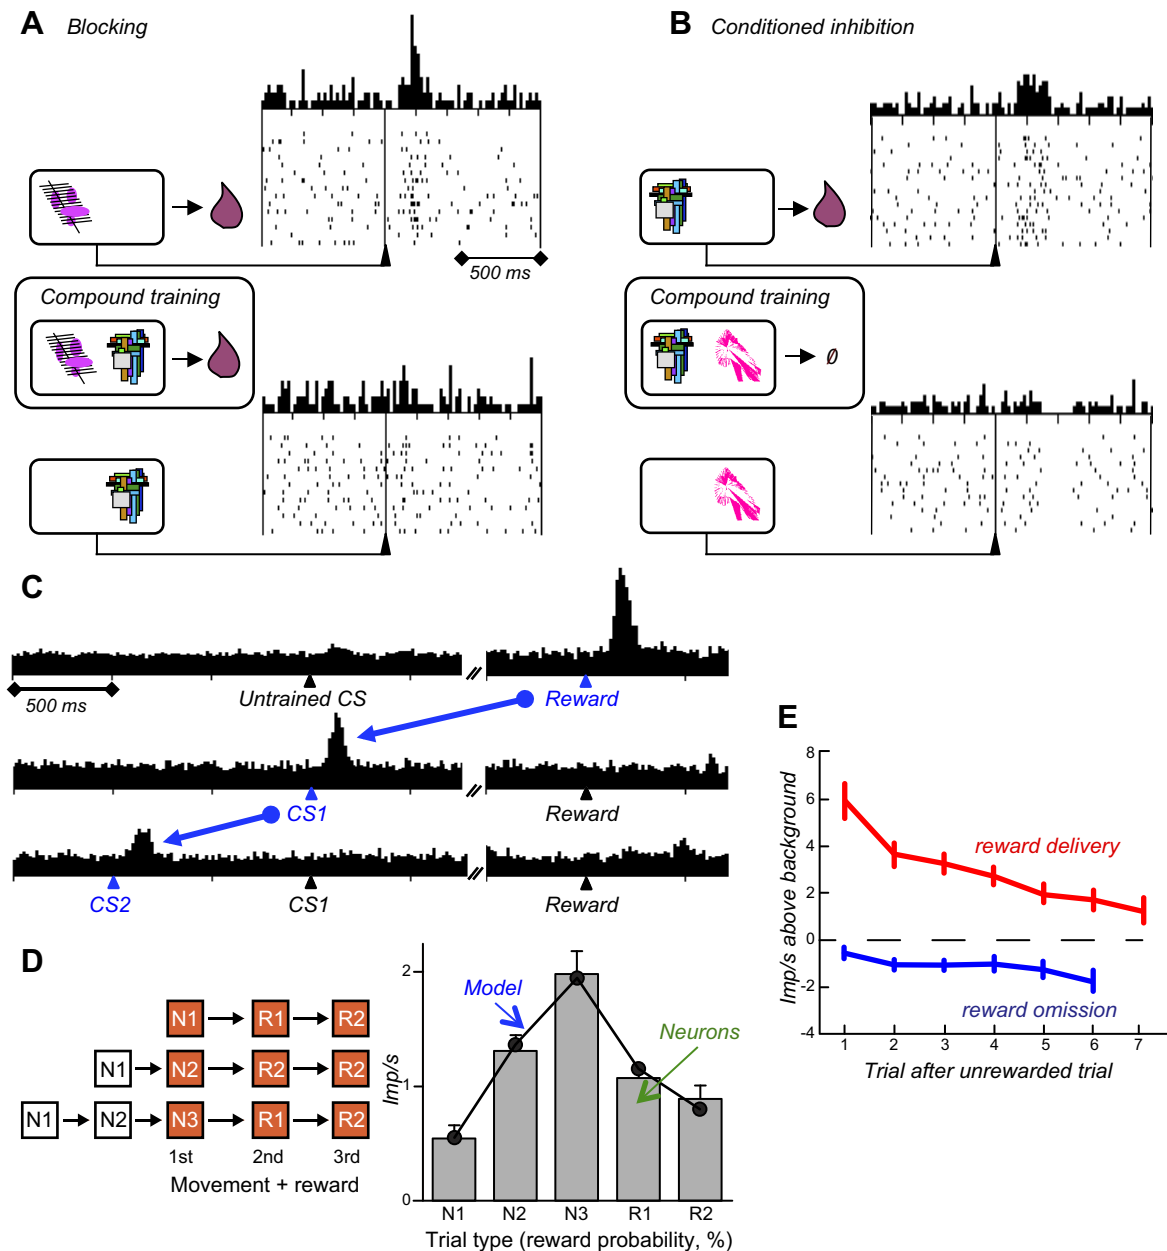 A Blocking
500 ms
Compound training
B Conditioned inhibition
Compound training
Ø
C
500 ms
Untrained CS
Reward
CS1
Reward
CS2
CS1
Reward
D
N1 R1 R2
N1 N2 R2 R2
N1 N2 N3 R1 R2
1st 2nd 3rd
Movement + reward
Imp/s
2
1
0
Model
Neurons
N1 N2 N3 R1 R2
Trial type (reward probability, %)
E
Imp/s above background
8
6
4
2
0
-2
-4
reward delivery
reward omission
1 2 3 4 5 6 7
Trial after unrewarded trial